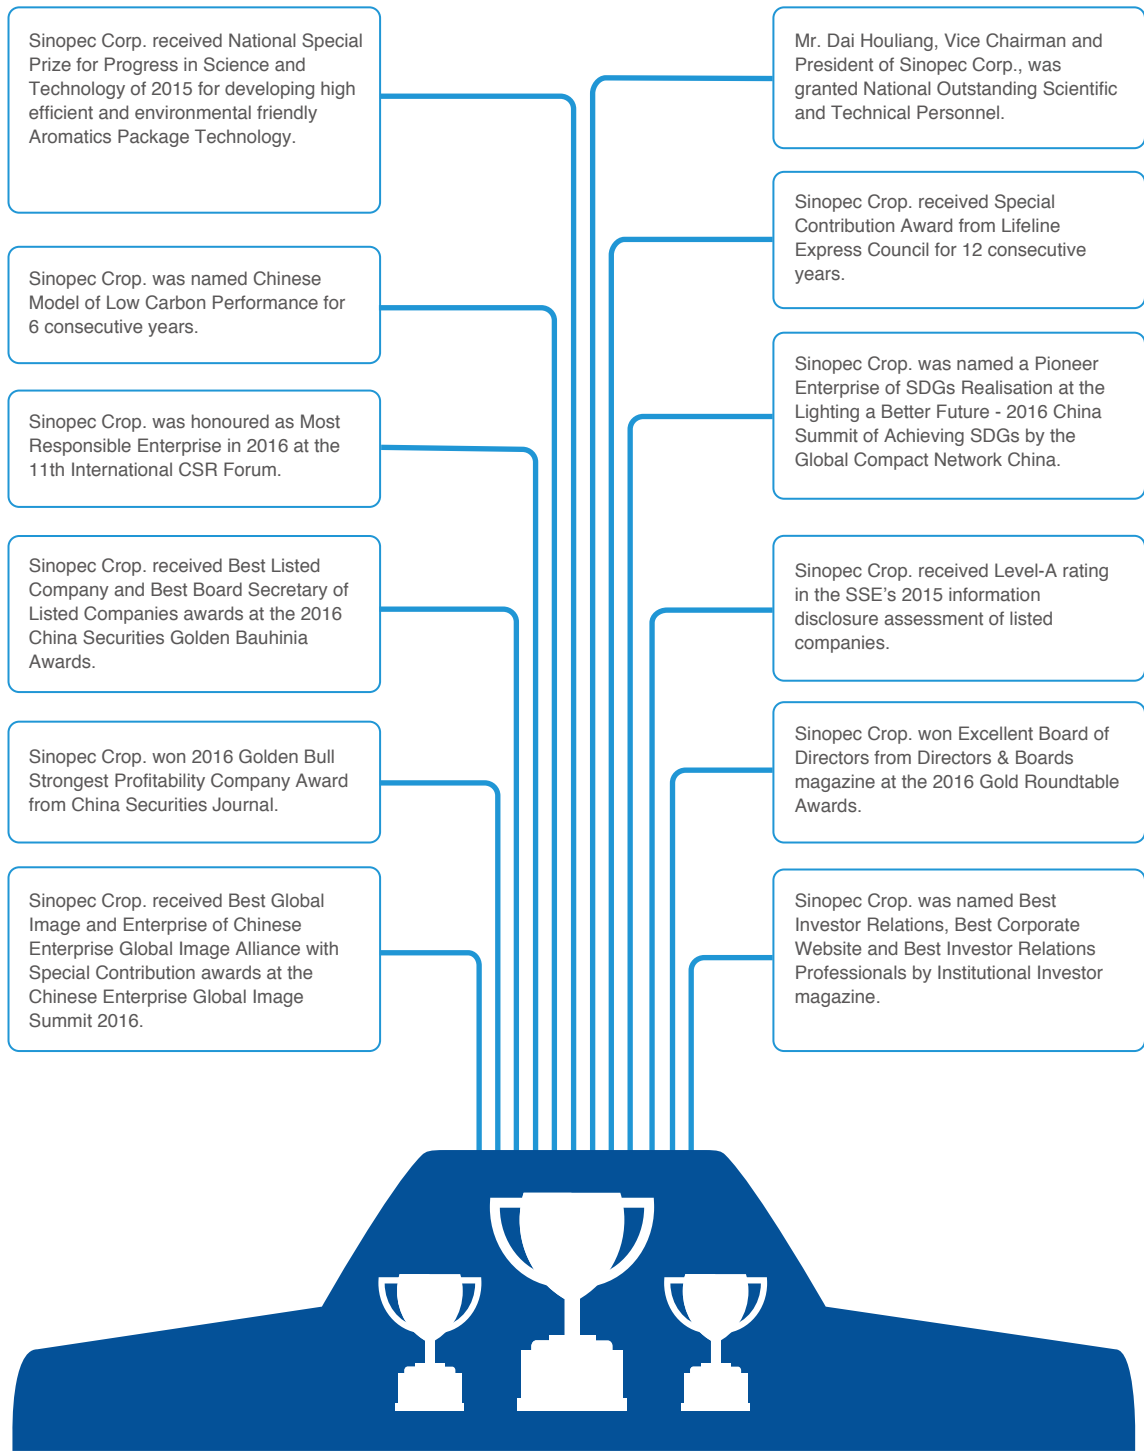 Sinopec Corp. received National Special
Prize for Progress in Science and
Technology of 2015 for developing high
efficient and environmental friendly
Aromatics Package Technology.
Sinopec Crop. was named Chinese
Model of Low Carbon Performance for
6 consecutive years.
Sinopec Crop. was honoured as Most
Responsible Enterprise in 2016 at the
11th International CSR Forum.
Sinopec Crop. received Best Listed
Company and Best Board Secretary of
Listed Companies awards at the 2016
China Securities Golden Bauhinia
Awards.
Sinopec Crop. won 2016 Golden Bull
Strongest Profitability Company Award
from China Securities Journal.
Sinopec Crop. received Best Global
Image and Enterprise of Chinese
Enterprise Global Image Alliance with
Special Contribution awards at the
Chinese Enterprise Global Image
Summit 2016.
Mr. Dai Houliang, Vice Chairman and
President of Sinopec Corp., was
granted National Outstanding Scientific
and Technical Personnel.
Sinopec Crop. received Special
Contribution Award from Lifeline
Express Council for 12 consecutive
years.
Sinopec Crop. was named a Pioneer
Enterprise of SDGs Realisation at the
Lighting a Better Future - 2016 China
Summit of Achieving SDGs by the
Global Compact Network China.
Sinopec Crop. received Level-A rating
in the SSE's 2015 information
disclosure assessment of listed
companies.
Sinopec Crop. won Excellent Board of
Directors from Directors & Boards
magazine at the 2016 Gold Roundtable
Awards.
Sinopec Crop. was named Best
Investor Relations, Best Corporate
Website and Best Investor Relations
Professionals by Institutional Investor
magazine.